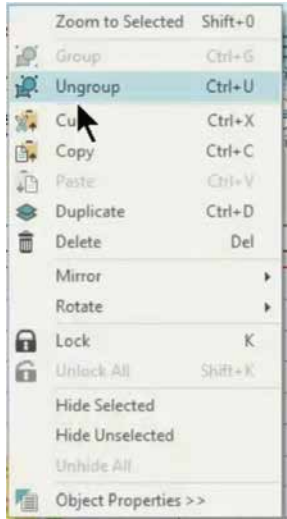 Zoom to Selected Shift+0
Group Ctrl+G
Ungroup Ctrl+U
Cu Ctrl+X
Copy Ctrl+C
Paste Ctrl+V
Duplicate Ctrl+D
Delete Del
Mirror
Rotate
Lock K
Unlock All Shift+K
Hide Selected
Hide Unselected
Unhide All
Object Properties >>